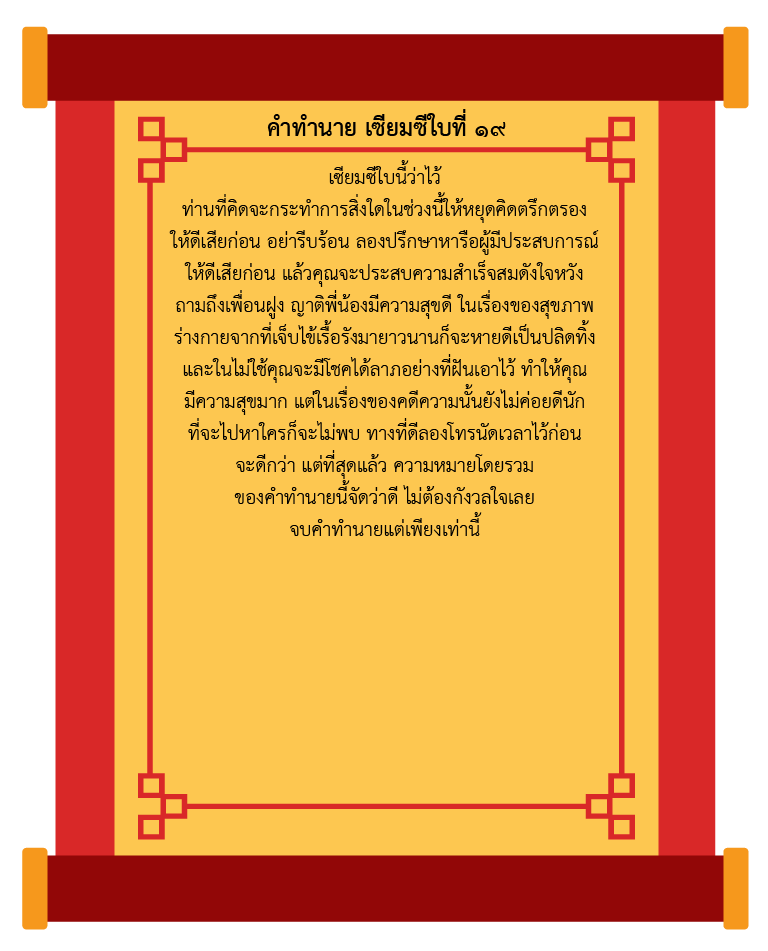 คำทำนาย เซียมซีใบที่ ๑๙
เซียมซีใบนี้ว่าไว้
ท่านที่คิดจะกระทำการสิ่งใดในช่วงนี้ให้หยุดคิดตรึกตรอง
ให้ดีเสียก่อน อย่ารีบร้อน ลองปรึกษาหารือผู้มีประสบการณ์
ให้ดีเสียก่อน แล้วคุณจะประสบความสำเร็จสมดังใจหวัง
ถามถึงเพื่อนฝูง ญาติพี่น้องมีความสุขดี ในเรื่องของสุขภาพ
ร่างกายจากที่เจ็บไข้เรื้อรังมายาวนานก็จะหายดีเป็นปลิดทิ้ง
และในไม่ใช้คุณจะมีโชคได้ลาภอย่างที่ฝันเอาไว้ ทำให้คุณ
มีความสุขมาก แต่ในเรื่องของคดีความนั้นยังไม่ค่อยดีนัก
ที่จะไปหาใครก็จะไม่พบ ทางที่ดีลองโทรนัดเวลาไว้ก่อน
จะดีกว่า แต่ที่สุดแล้ว ความหมายโดยรวม
ของคำทำนายนี้จัดว่าดี ไม่ต้องกังวลใจเลย
จบคำทำนายแต่เพียงเท่านี้